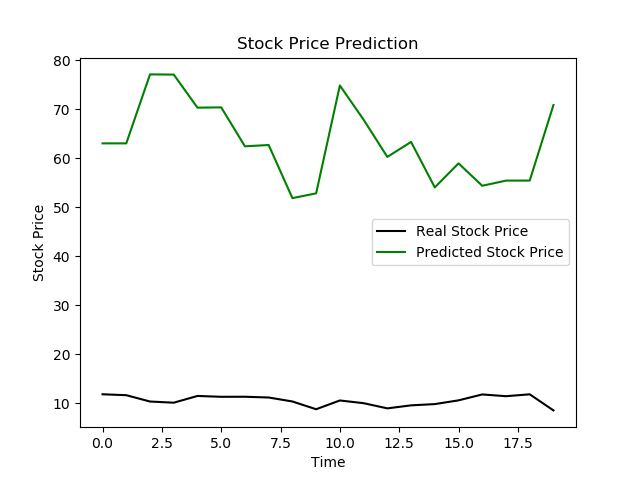 Stock Price Prediction
80
70
60
50
40
30
20
10
Stock Price
Real Stock Price
Predicted Stock Price
0.0 2.5 5.0 7.5 10.0 12.5 15.0 17.5
Time